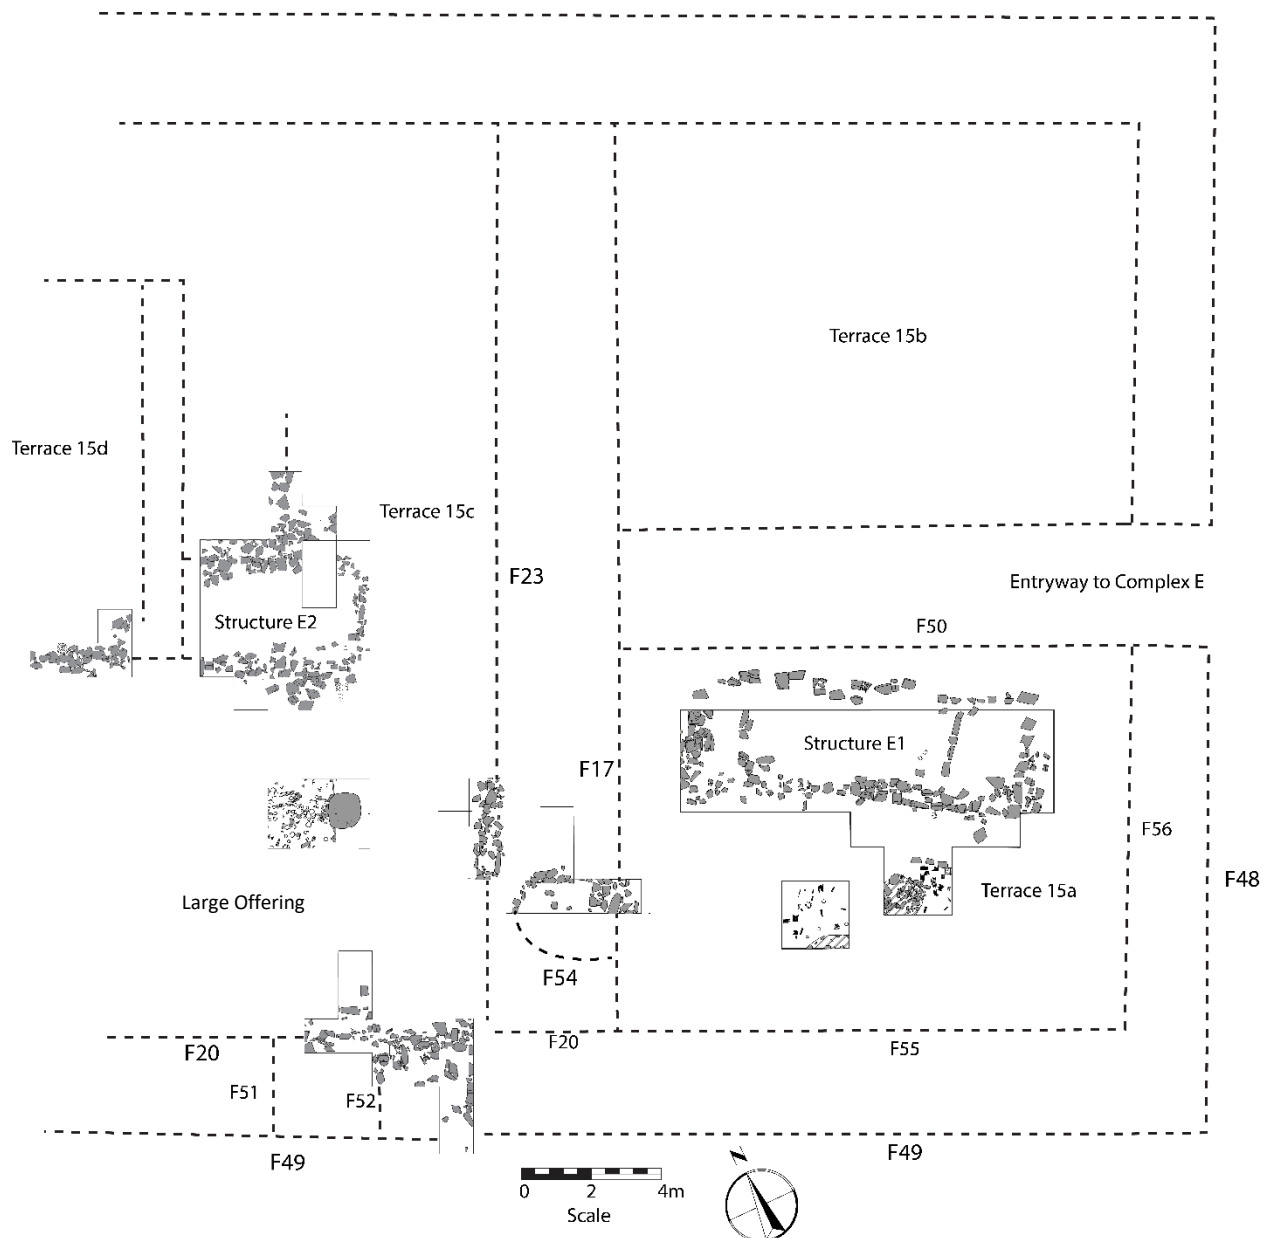 Terrace 15b
Terrace 15d
Terrace 15c
F23
Entryway to Complex E
Structure E2
F50
Structure E1
F17
F56
F48
Terrace 15a
Large Offering
F54
F20
F55
F20
F51
F52
F49
F49
N
0 2 4m
Scale